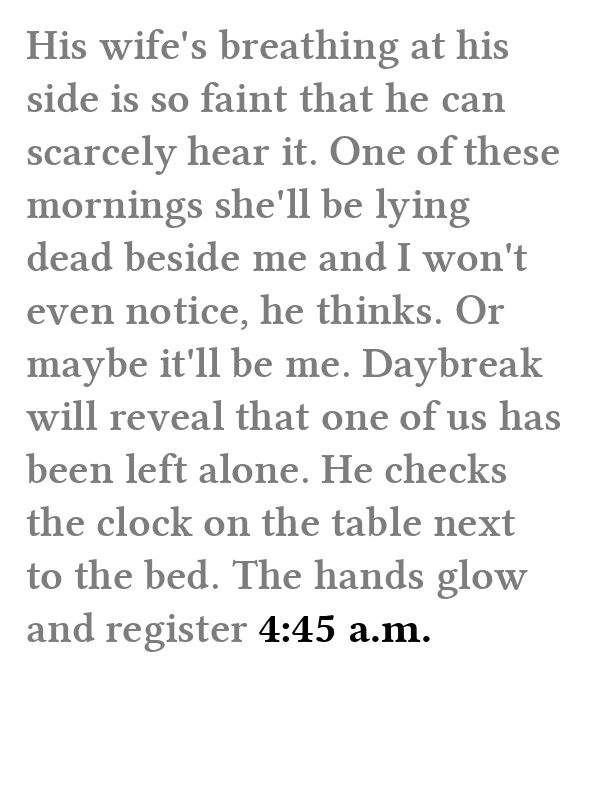 His wife's breathing at his
side is so faint that he can
scarcely hear it. One of these
mornings she'll be lying
dead beside me and I won't
even notice, he thinks. Or
maybe it'll be me. Daybreak
will reveal that one of us has
been left alone. He checks
the clock on the table next
to the bed. The hands glow
and register 4:45 a.m.